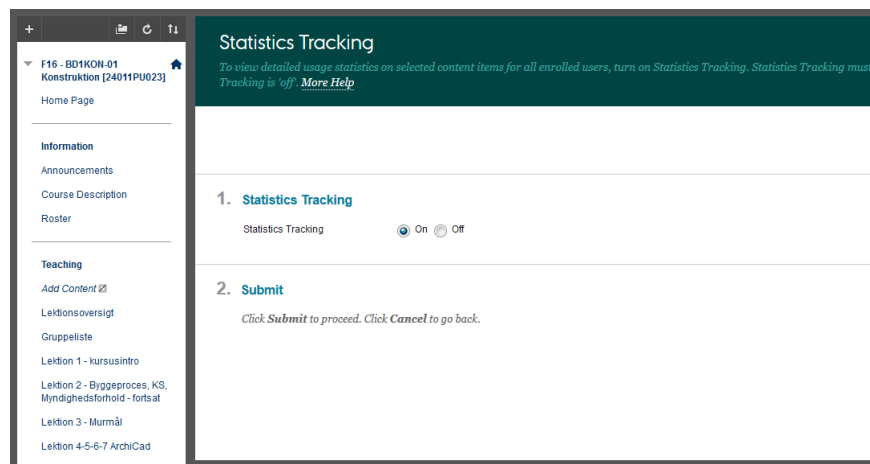 F16 - BD1KON-01
Konstruktion [24011PU023]
Home Page
Information
Announcements
Course Description
Roster
Teaching
Add Content
Lektionsoversigt
Gruppeliste
Lektion 1 - kursusintro
Lektion 2 - Byggeproces, KS,
Myndighedsforhold - fortsat
Lektion 3 - Murmål
Lektion 4-5-6-7 ArchiCad
Statistics Tracking
To view detailed usage statistics on selected content items for all enrolled users, turn on Statistics Tracking. Statistics Tracking mus
Tracking is 'off'. More Help
1. Statistics Tracking
Statistics Tracking On Off
2. Submit
Click Submit to proceed. Click Cancel to go back.